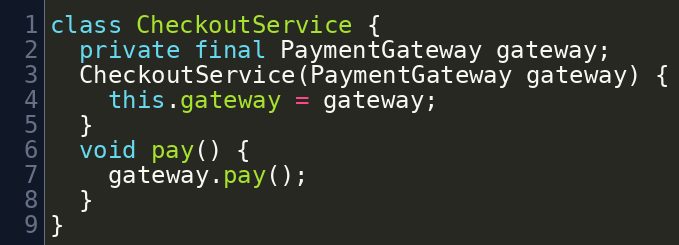 1 class CheckoutService {
2   private final PaymentGateway gateway;
3   CheckoutService(PaymentGateway gateway) {
4     this.gateway = gateway;
5   }
6   void pay() {
7     gateway.pay();
8   }
9 }